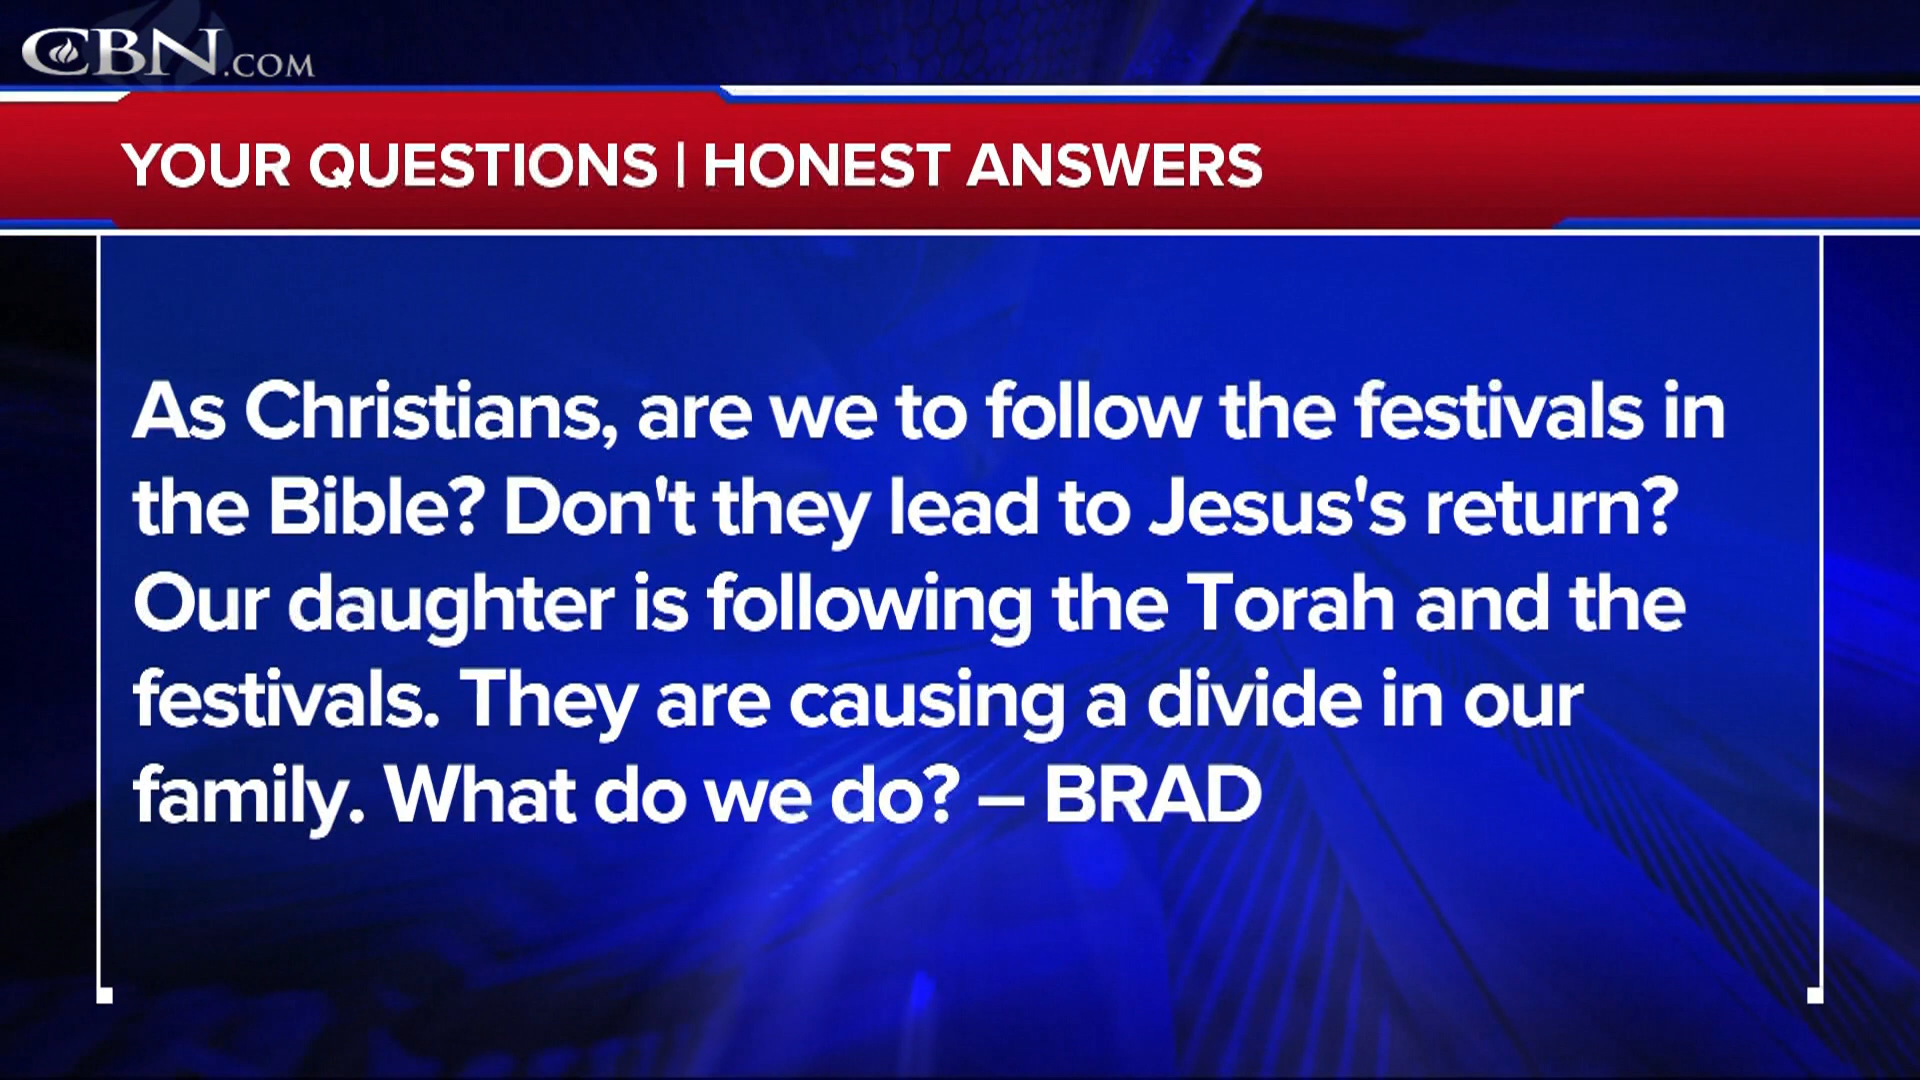 CBN.COM
YOUR QUESTIONS | HONEST ANSWERS
As Christians, are we to follow the festivals in
the Bible? Don't they lead to Jesus's return?
Our daughter is following the Torah and the
festivals. They are causing a divide in our
family. What do we do? – BRAD